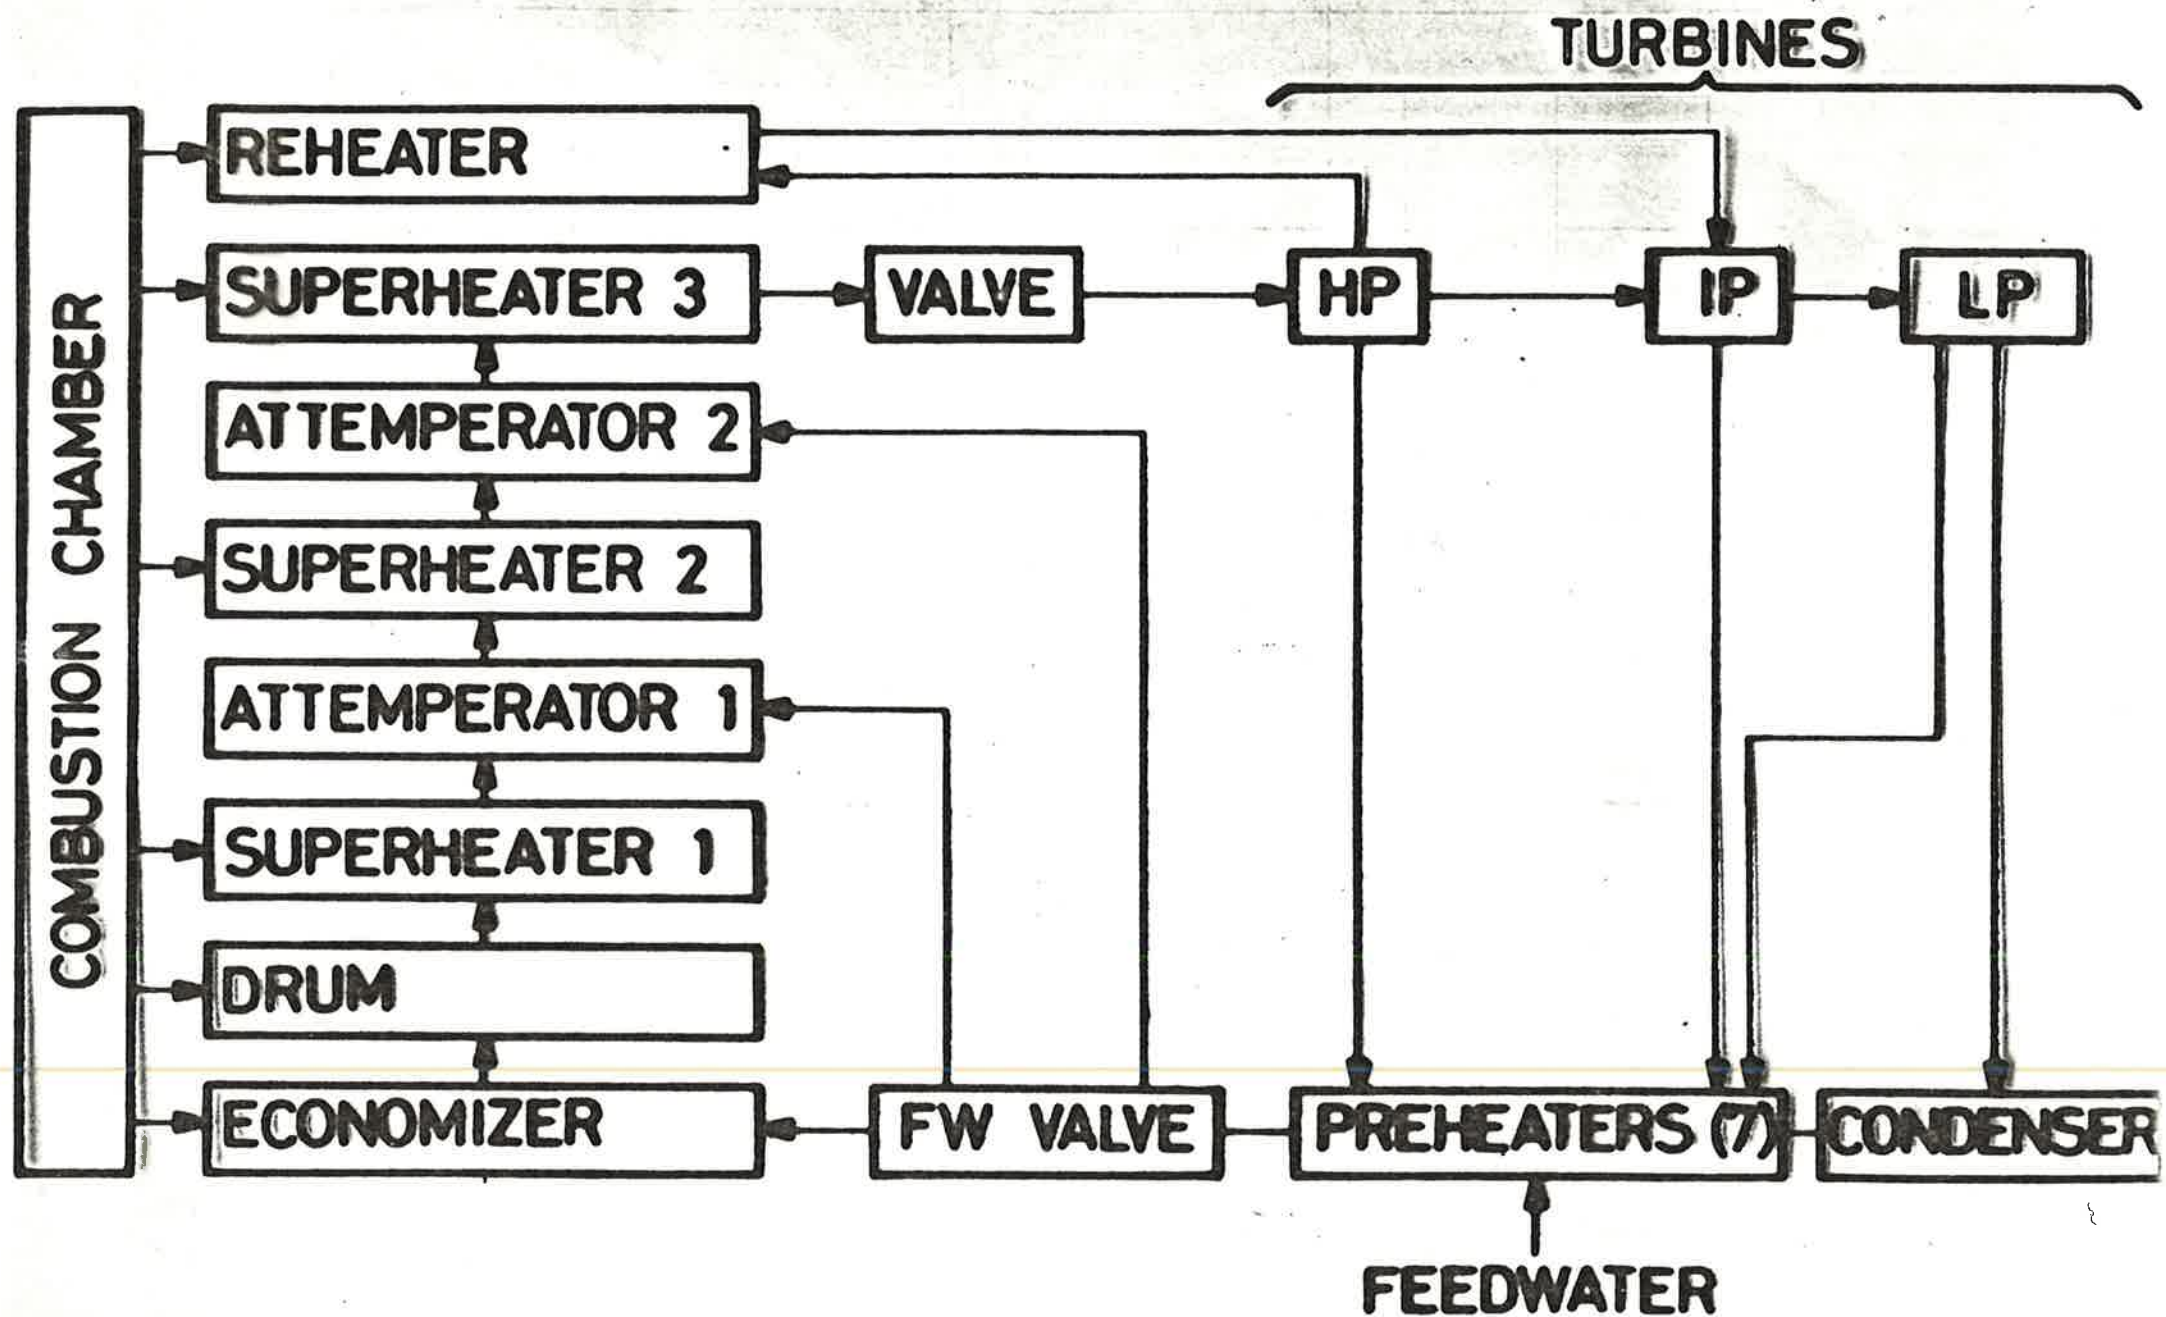 TURBINES
COMBUSTION CHAMBER
REHEATER
SUPERHEATER 3
VALVE
HP
IP
LP
ATTEMPERATOR 2
SUPERHEATER 2
ATTEMPERATOR 1
SUPERHEATER 1
DRUM
ECONOMIZER
FW VALVE
PREHEATERS (7)
CONDENSER
FEEDWATER